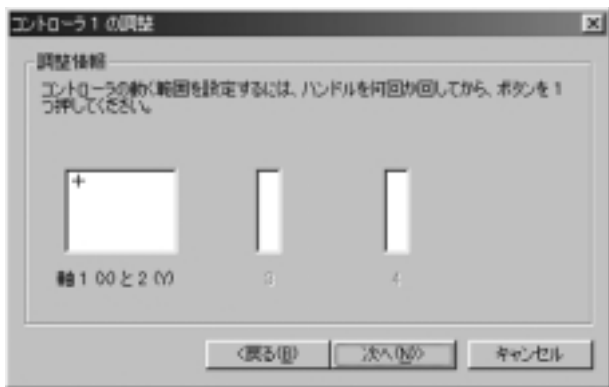 コントローラ 1 の調整
調整情報
コントローラの動く範囲を設定するには、ハンドルを何回か回してから、ボタンを 1
つ押してください。
軸 1 (X) と 2 (Y)
3
4
<戻る(B)
次へ(N)>
キャンセル